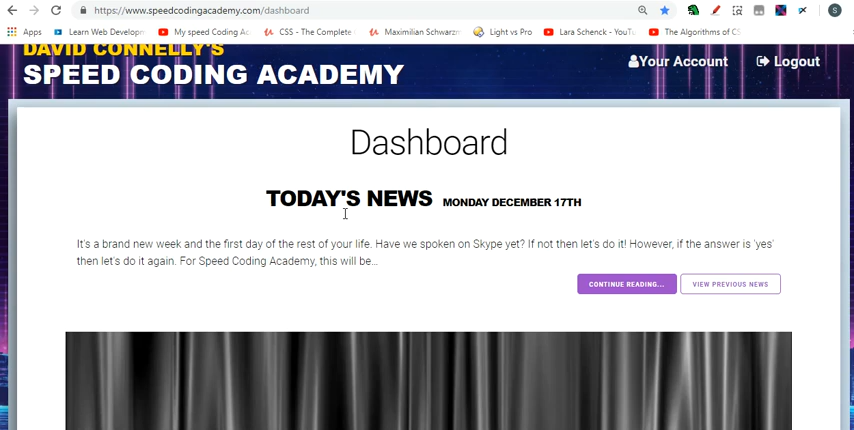 https://www.speedcodingacademy.com/dashboard
S
Apps Learn Web Developm My speed Coding Ac CSS - The Complete Maximilian Schwarzm Light vs Pro Lara Schenck - YouTu The Algorithms of CS
DAVID CONNELLY'S
SPEED CODING ACADEMY
Your Account Logout
Dashboard
TODAY'S NEWS MONDAY DECEMBER 17TH
It's a brand new week and the first day of the rest of your life. Have we spoken on Skype yet? If not then let's do it! However, if the answer is 'yes'
then let's do it again. For Speed Coding Academy, this will be...
CONTINUE READING... VIEW PREVIOUS NEWS